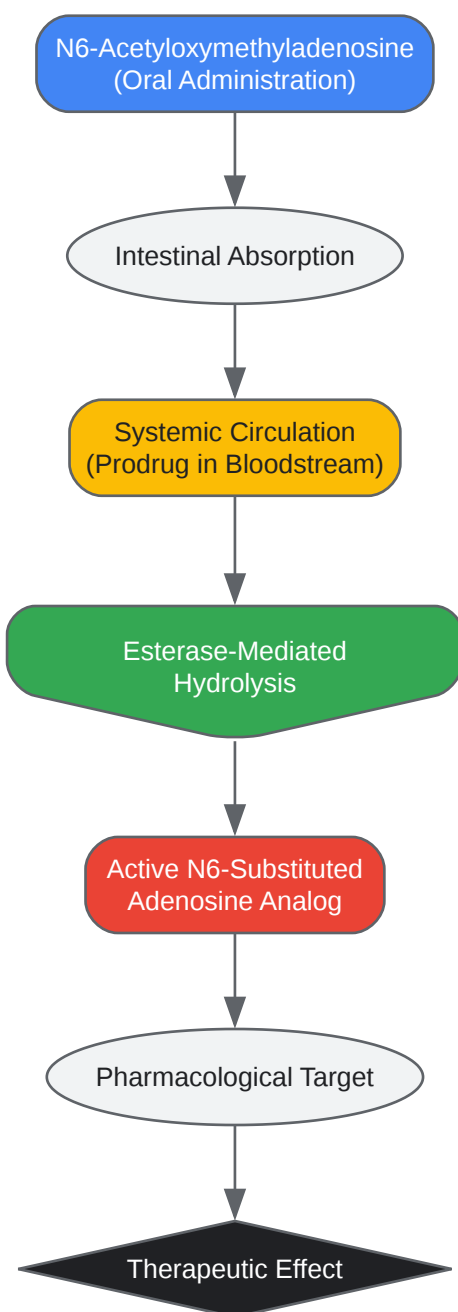 N6-Acetyloxymethyladenosine
(Oral Administration)
Intestinal Absorption
Systemic Circulation
(Prodrug in Bloodstream)
Esterase-Mediated
Hydrolysis
Active N6-Substituted
Adenosine Analog
Pharmacological Target
Therapeutic Effect